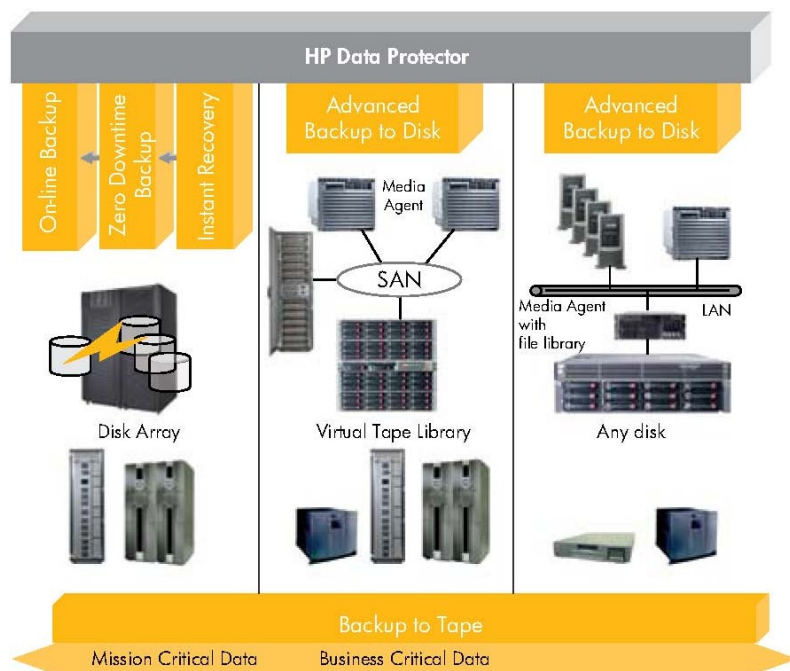 HP Data Protector
On-line Backup
Zero Downtime
Backup
Instant Recovery
Advanced
Backup to Disk
Advanced
Backup to Disk
Media
Agent
SAN
Media Agent
with
file library
LAN
Disk Array
Virtual Tape Library
Any disk
Backup to Tape
Mission Critical Data
Business Critical Data